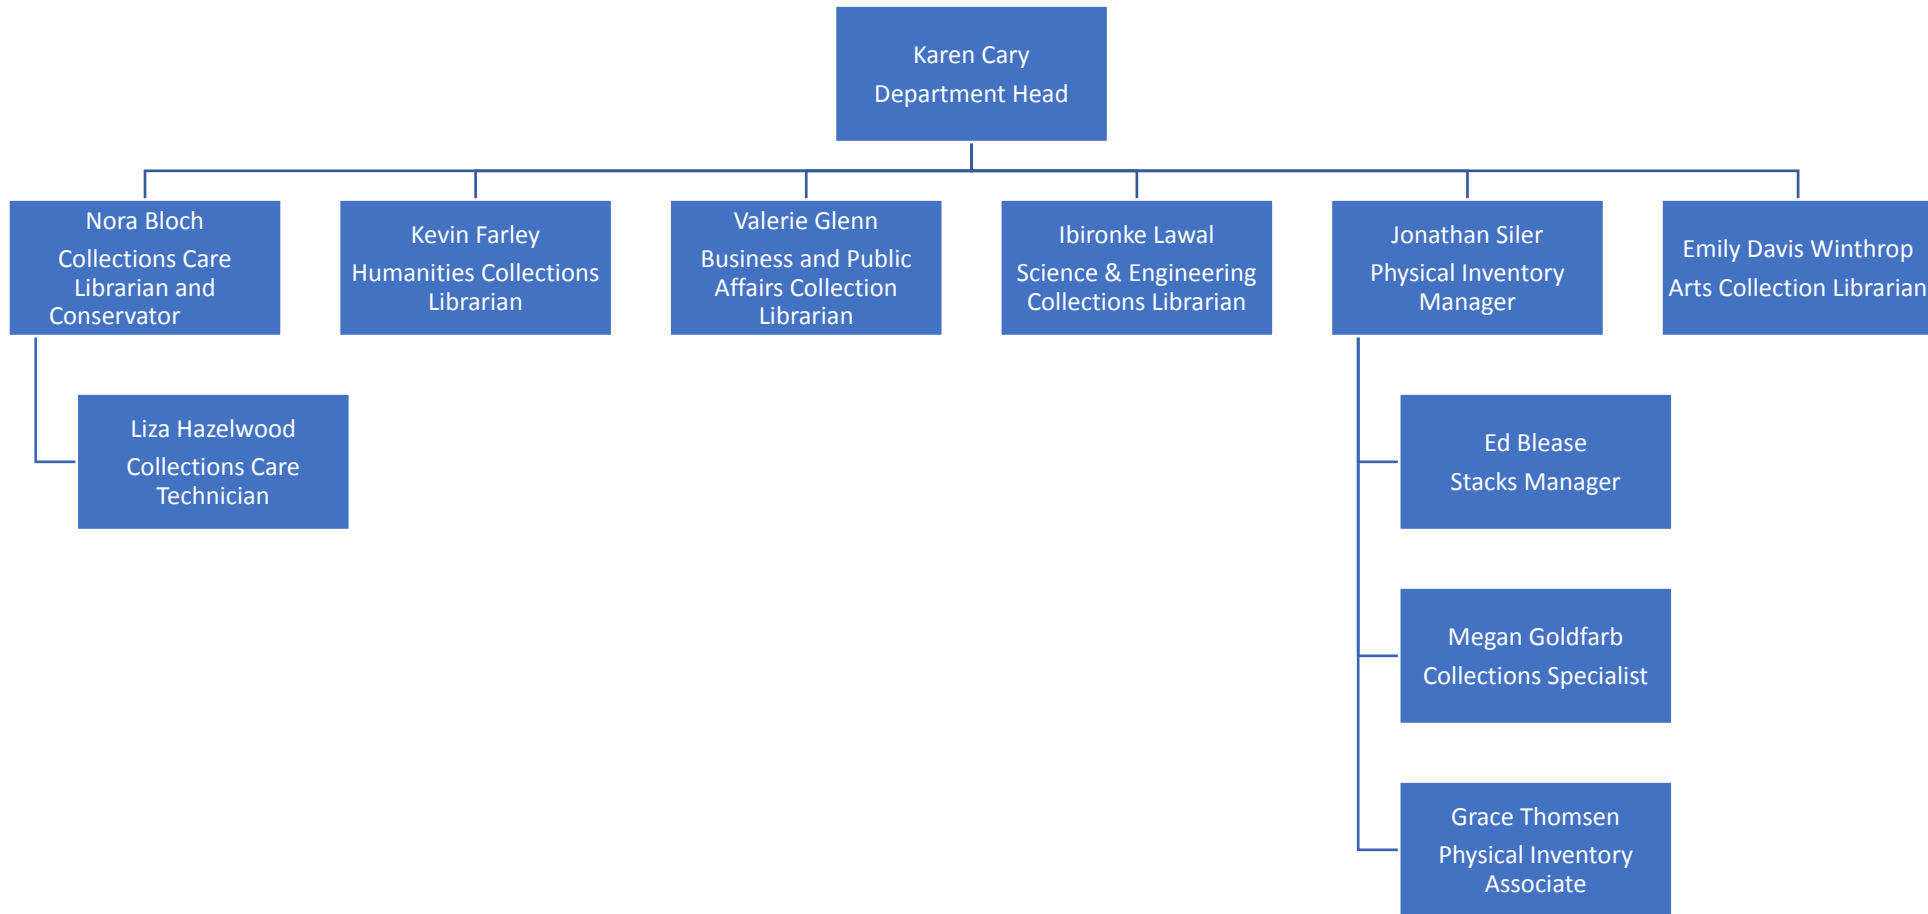 Karen Cary
Department Head
Nora Bloch
Collections Care
Librarian and
Conservator
Kevin Farley
Humanities Collections
Librarian
Valerie Glenn
Business and Public
Affairs Collection
Librarian
Ibironke Lawal
Science & Engineering
Collections Librarian
Jonathan Siler
Physical Inventory
Manager
Emily Davis Winthrop
Arts Collection Librarian
Liza Hazelwood
Collections Care
Technician
Ed Blease
Stacks Manager
Megan Goldfarb
Collections Specialist
Grace Thomsen
Physical Inventory
Associate